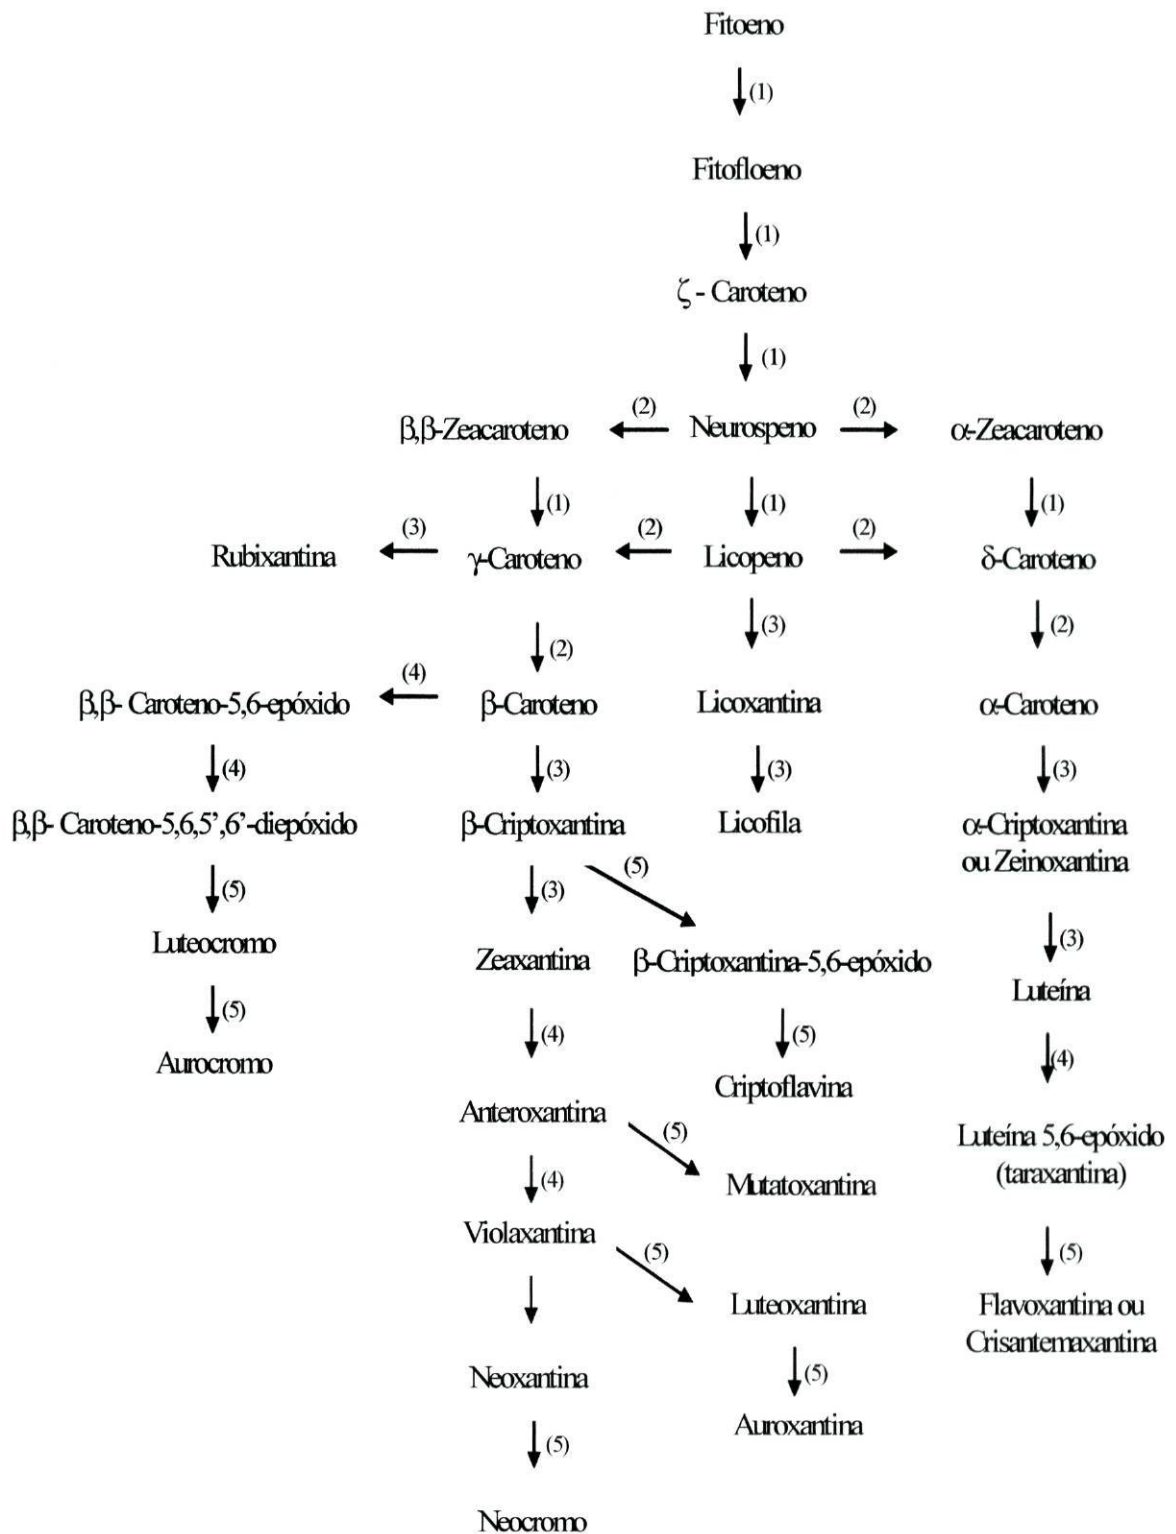 Fitoeno
(1)
Fitofloeno
(1)
ζ - Caroteno
(1)
β,β-Zeacaroteno (2) Neurospeno (2) α-Zeacaroteno
(1) (1) (1)
Rubixantina (3) γ-Caroteno (2) Licopeno (2) δ-Caroteno
(2) (3) (2)
β,β- Caroteno-5,6-epóxido (4) β-Caroteno Licoxantina α-Caroteno
(4) (3) (3) (3)
β,β- Caroteno-5,6,5’,6’-diepóxido β-Criptoxantina Licofila α-Criptoxantina
ou Zeinoxantina
(5) (3) (5) (3)
Luteocromo Zeaxantina β-Criptoxantina-5,6-epóxido Luteína
(5) (4) (5) (4)
Aurocromo Criptoflavina
Anteroxantina Luteína 5,6-epóxido
(taraxantina)
(4) (5) Mutatoxantina
Violaxantina (5) (5)
Luteoxantina Flavoxantina ou
Crisantemaxantina
Neoxantina (5)
(5) Auroxantina
Neocromo